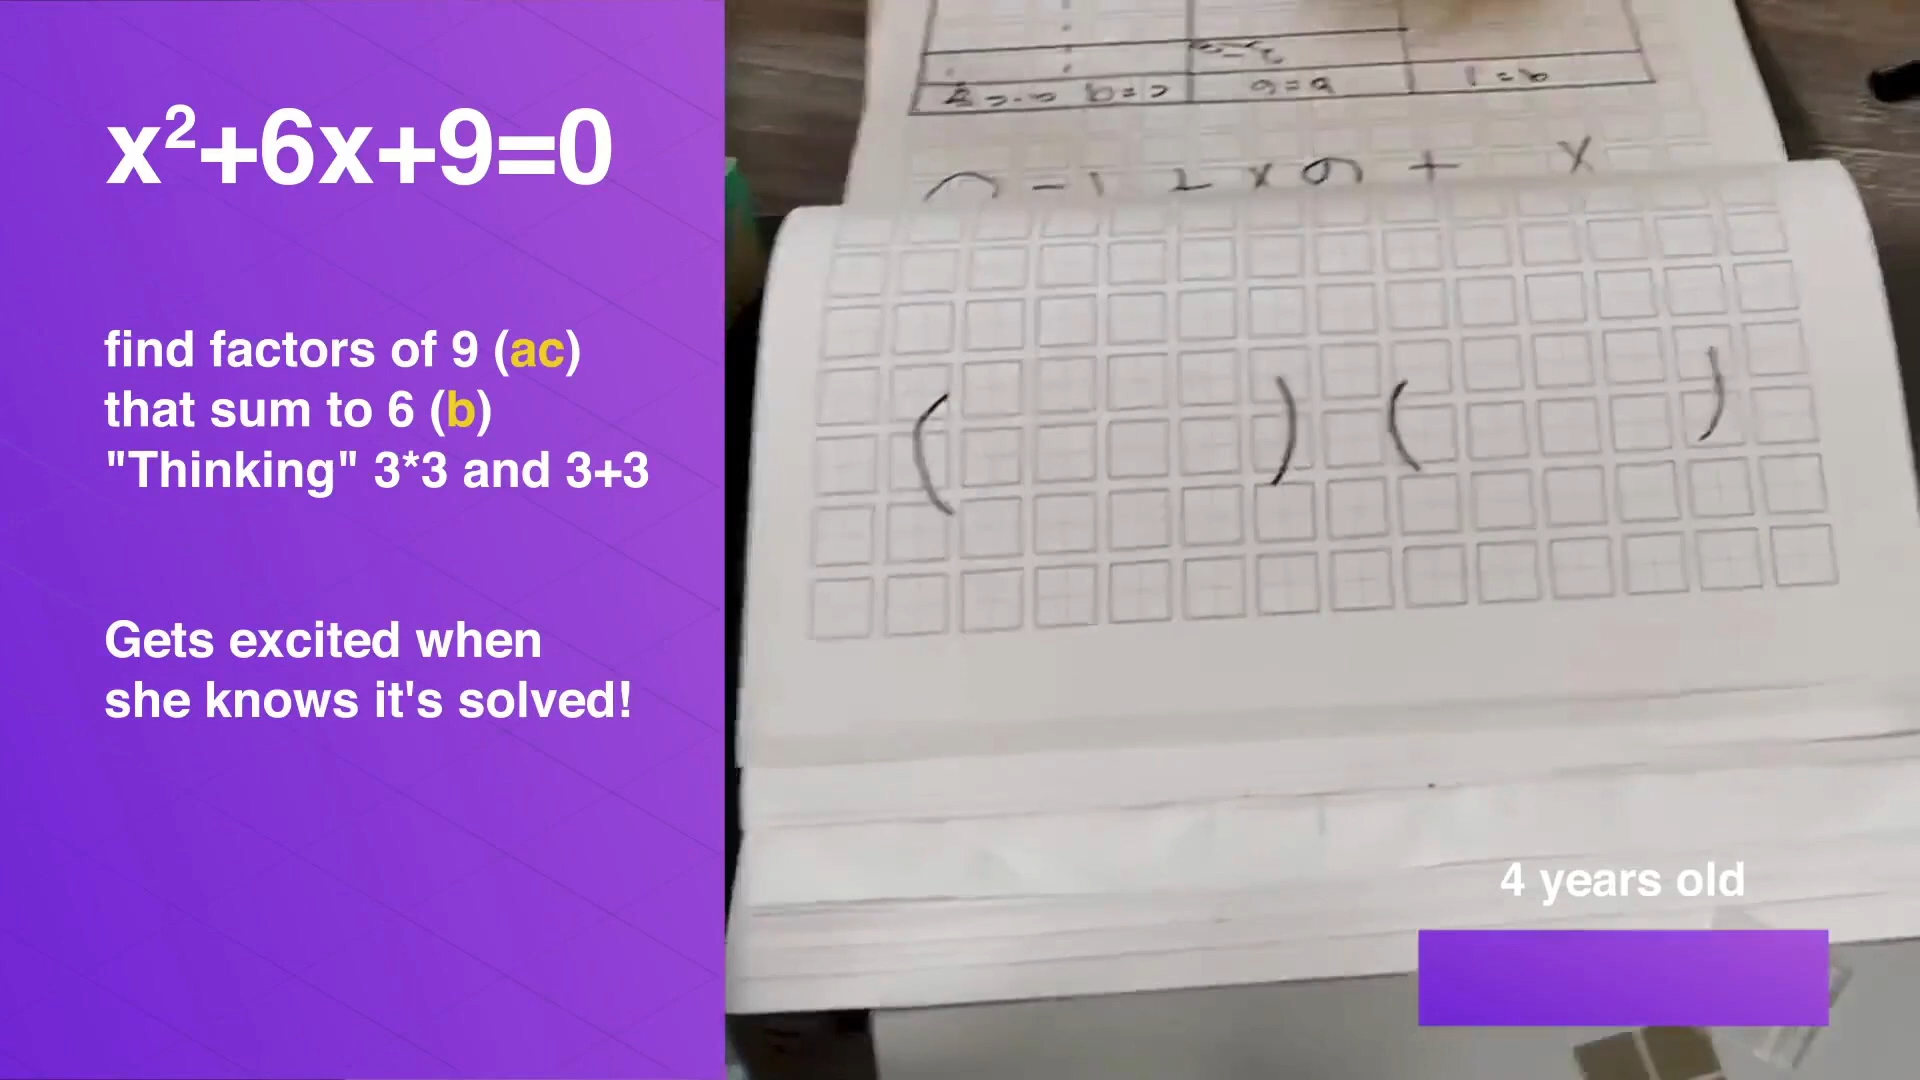 x²+6x+9=0
find factors of 9 (ac)
that sum to 6 (b)
"Thinking" 3*3 and 3+3
Gets excited when
she knows it's solved!
( ) ( )
4 years old